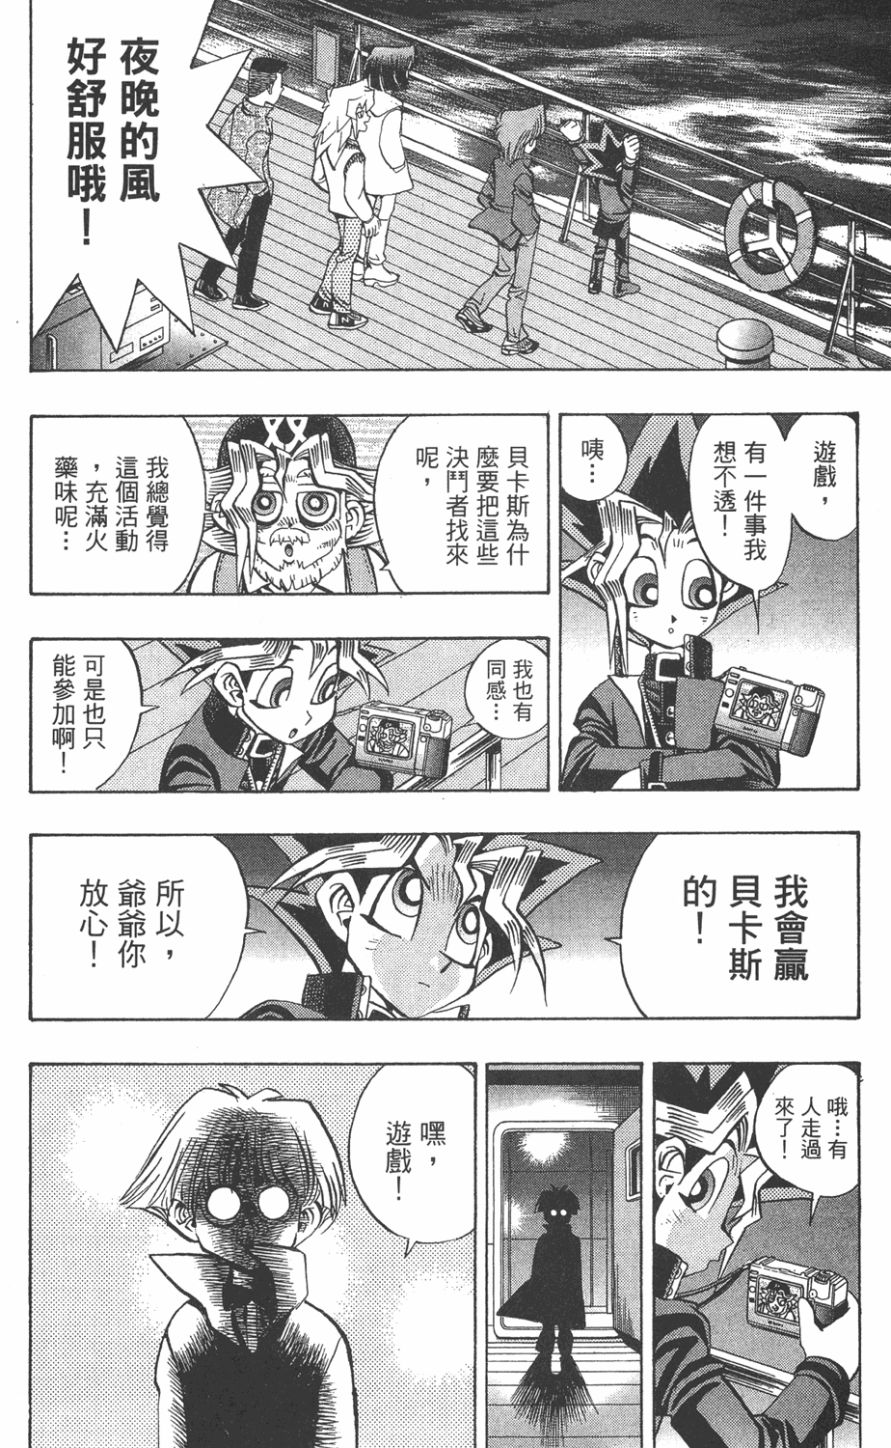 夜晚的風
好舒服哦！
遊戲，
有一件事我
想不透！
咦…
貝卡斯為什
麼要把這些
決鬥者找來
呢，
我總覺得
這個活動
，充滿火
藥味呢…
我也有
同感…
可是也只
能參加啊！
我會贏
貝卡斯
的！
所以，
爺爺你
放心！
哦…有
人走過
來了！
嘿，
遊戲！